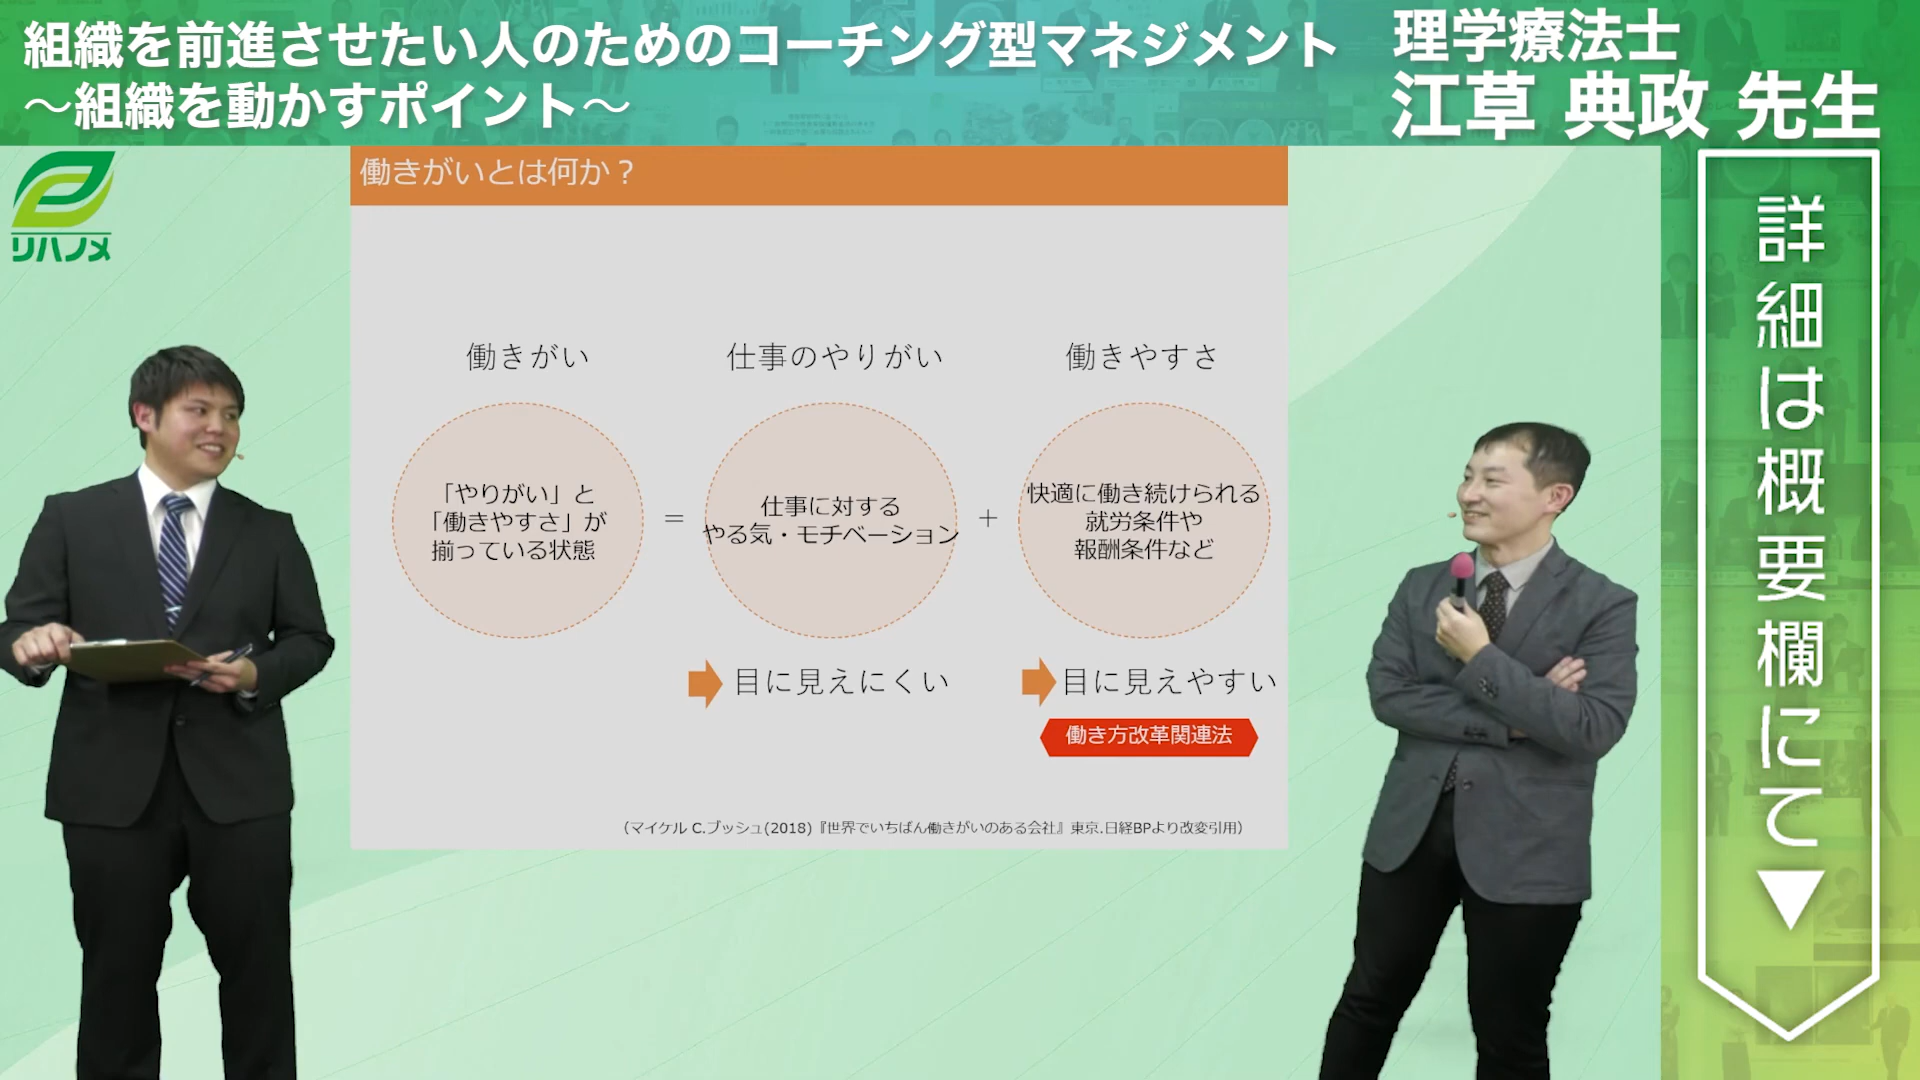 組織を前進させたい人のためのコーチング型マネジメント
～組織を動かすポイント～
理学療法士
江草 典政 先生
リハノメ
働きがいとは何か？
働きがい
仕事のやりがい
働きやすさ
「やりがい」と
「働きやすさ」が
揃っている状態
＝
仕事に対する
やる気・モチベーション
＋
快適に働き続けられる
就労条件や
報酬条件など
目に見えにくい
目に見えやすい
働き方改革関連法
（マイケル C.ブッシュ(2018)『世界でいちばん働きがいのある会社』東京.日経BPより改変引用）
詳細は概要欄にて▼